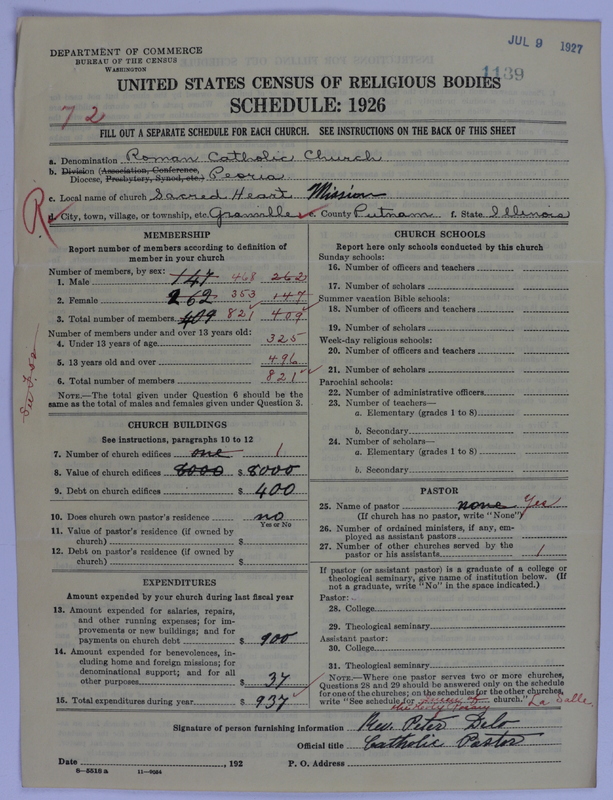 JUL 9 1927
1139
DEPARTMENT OF COMMERCE
BUREAU OF THE CENSUS
WASHINGTON
UNITED STATES CENSUS OF RELIGIOUS BODIES
SCHEDULE: 1926
72
FILL OUT A SEPARATE SCHEDULE FOR EACH CHURCH. SEE INSTRUCTIONS ON THE BACK OF THIS SHEET
a. Denomination Roman Catholic Church
b. Division (Association, Conference,
Diocese, Presbytery, Synod, etc.) Peoria
c. Local name of church Sacred Heart Mission
R
d. City, town, village, or township, etc. Granville e. County Putnam f. State Illinois
MEMBERSHIP
Report number of members according to definition
of member in your church
Number of members, by sex:
1. Male 147 468 262
2. Female 262 353 147
3. Total number of members 409 821 409
Number of members under and over 13 years old:
4. Under 13 years of age 325
5. 13 years old and over 496
6. Total number of members 821
NOTE.—The total given under Question 6 should be
same as the total of males and females given under Question 3.
CHURCH BUILDINGS
See instructions, paragraphs 10 to 12
7. Number of church edifices one 1
8. Value of church edifices 8000 $ 8000
9. Debt on church edifices $ 400
10. Does church own pastor's residence no
Yes or No
11. Value of pastor's residence (if owned by
church) $
12. Debt on pastor's residence (if owned by
church) $
EXPENDITURES
Amount expended by your church during last fiscal year
13. Amount expended for salaries, repairs,
and other running expenses; for im-
provements or new buildings; and for
payments on church debt $ 900
14. Amount expended for benevolences, in-
cluding home and foreign missions; for
denominational support; and for all
other purposes $ 37
15. Total expenditures during year $ 937
CHURCH SCHOOLS
Report here only schools conducted by this church
Sunday schools:
16. Number of officers and teachers
17. Number of scholars
Summer vacation Bible schools:
18. Number of officers and teachers
19. Number of scholars
Week-day religious schools:
20. Number of officers and teachers
21. Number of scholars
Parochial schools:
22. Number of administrative officers
23. Number of teachers—
a. Elementary (grades 1 to 8)
b. Secondary
24. Number of scholars—
a. Elementary (grades 1 to 8)
b. Secondary
PASTOR
25. Name of pastor none Yes
(If church has no pastor, write "None")
26. Number of ordained ministers, if any, em-
ployed as assistant pastors
27. Number of other churches served by the
pastor or his assistants 1
If pastor (or assistant pastor) is a graduate of a college or
theological seminary, give name of institution below. (If
not a graduate, write "No" in the space indicated.)
Pastor:
28. College
29. Theological seminary
Assistant pastor:
30. College
31. Theological seminary
NOTE.—Where one pastor serves two or more churches,
Questions 28 and 29 should be answered only on the schedule
for one of the churches; on the schedules for the other churches,
write "See schedule for church." La Salle.
Signature of person furnishing information Rev. Peter Delo
Official title Catholic Pastor
Date , 192 P. O. Address
8—5518 a 11—9024